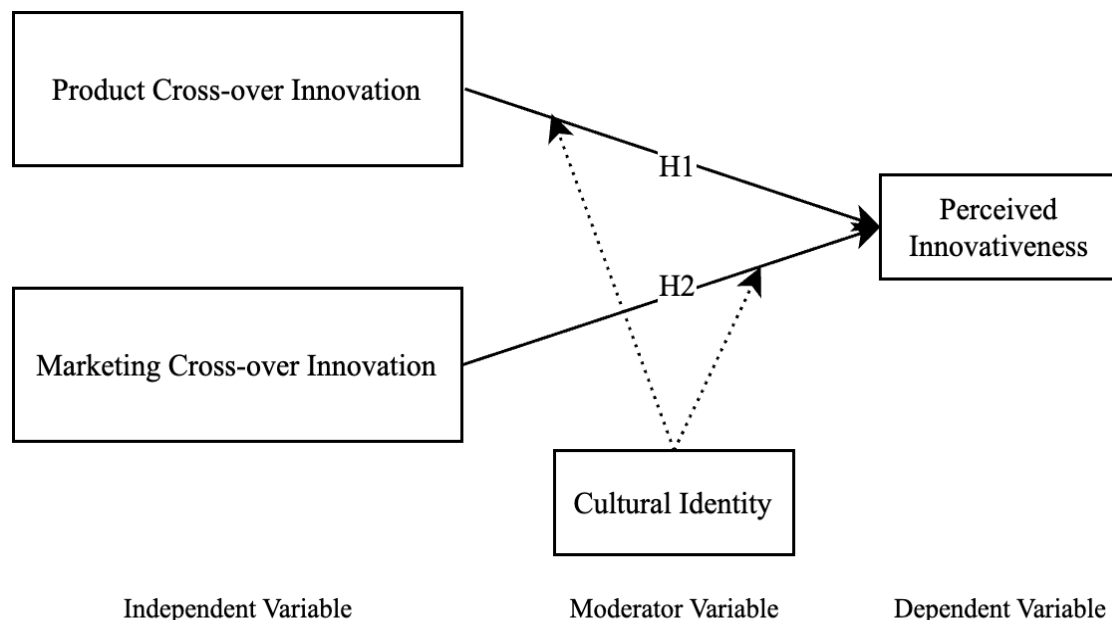 Product Cross-over Innovation
H1
Perceived
Innovativeness
H2
Marketing Cross-over Innovation
Cultural Identity
Independent Variable
Moderator Variable
Dependent Variable